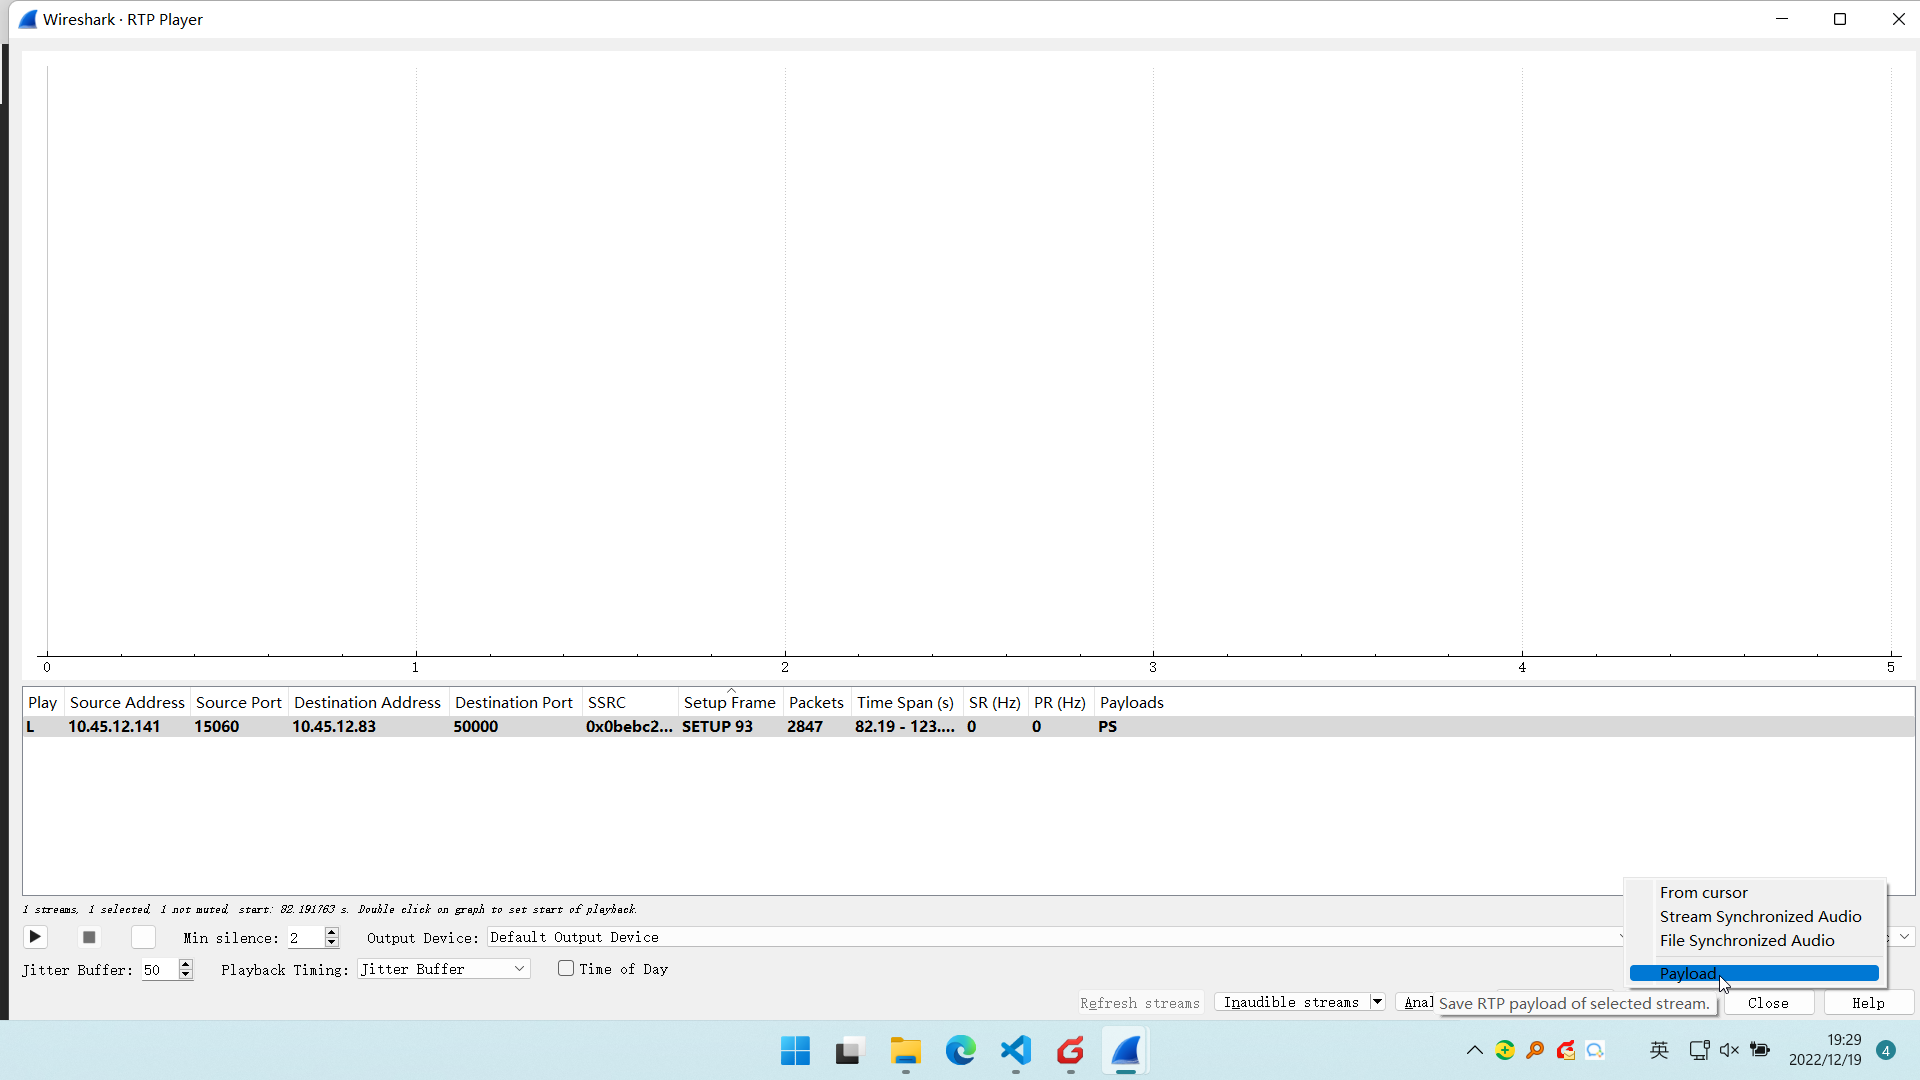 Wireshark · RTP Player
0 1 2 3 4 5
Play Source Address Source Port Destination Address Destination Port SSRC Setup Frame Packets Time Span (s) SR (Hz) PR (Hz) Payloads
L 10.45.12.141 15060 10.45.12.83 50000 0x0bebc2... SETUP 93 2847 82.19 - 123.... 0 0 PS
1 streams, 1 selected, 1 not muted, start: 82.191763 s. Double click on graph to set start of playback.
From cursor
Stream Synchronized Audio
File Synchronized Audio
Payload
Min silence: 2 Output Device: Default Output Device
Jitter Buffer: 50 Playback Timing: Jitter Buffer Time of Day
Refresh streams Inaudible streams Anal Save RTP payload of selected stream. Close Help
英 19:29
2022/12/19 4